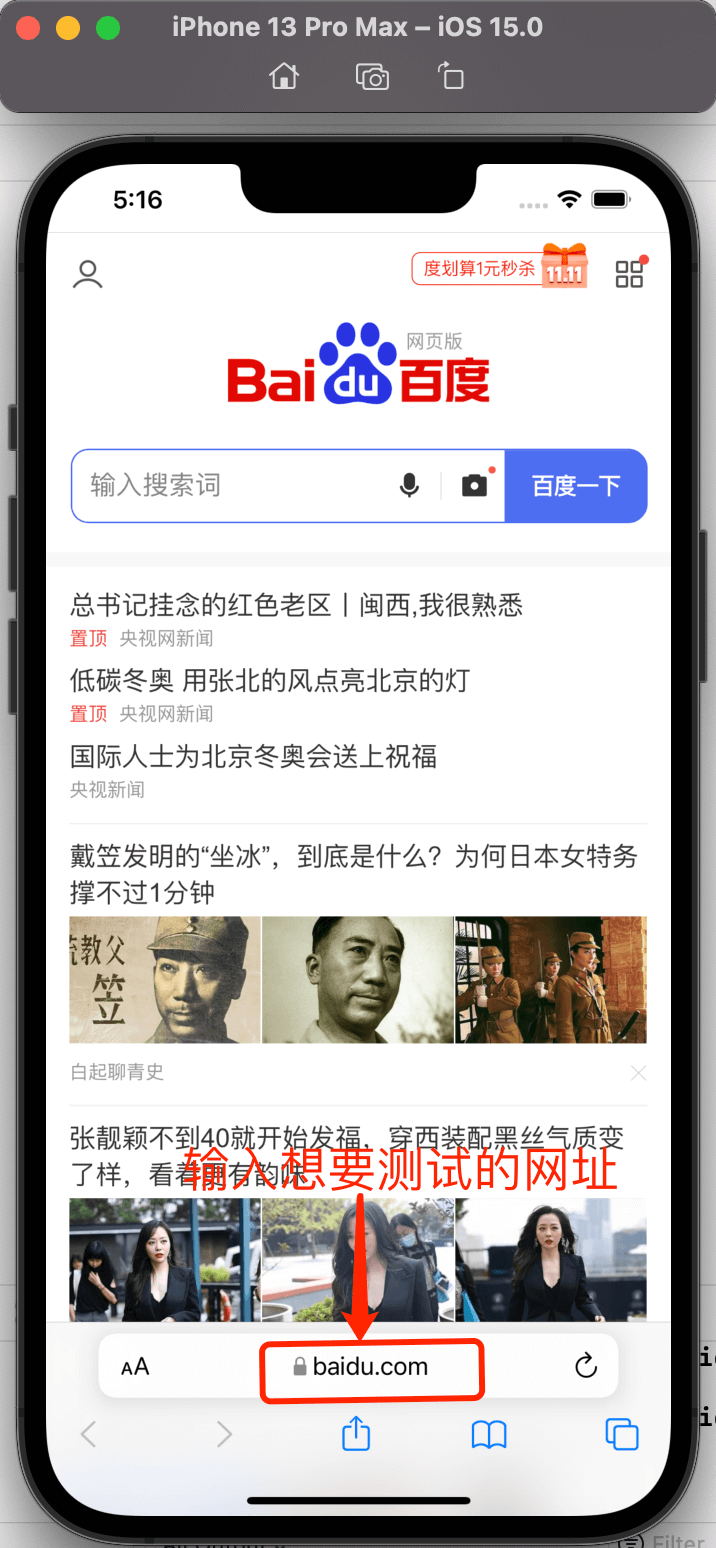 iPhone 13 Pro Max – iOS 15.0
5:16
度划算1元秒杀
11.11
网页版
Bai du 百度
输入搜索词
百度一下
总书记挂念的红色老区丨闽西,我很熟悉
置顶 央视网新闻
低碳冬奥 用张北的风点亮北京的灯
置顶 央视网新闻
国际人士为北京冬奥会送上祝福
央视新闻
戴笠发明的“坐冰”，到底是什么？为何日本女特务
撑不过1分钟
教父
笠
白起聊青史
张靓颖不到40就开始发福，穿西装配黑丝气质变
了样，看着更有韵味
输入想要测试的网址
AA
baidu.com
Filter